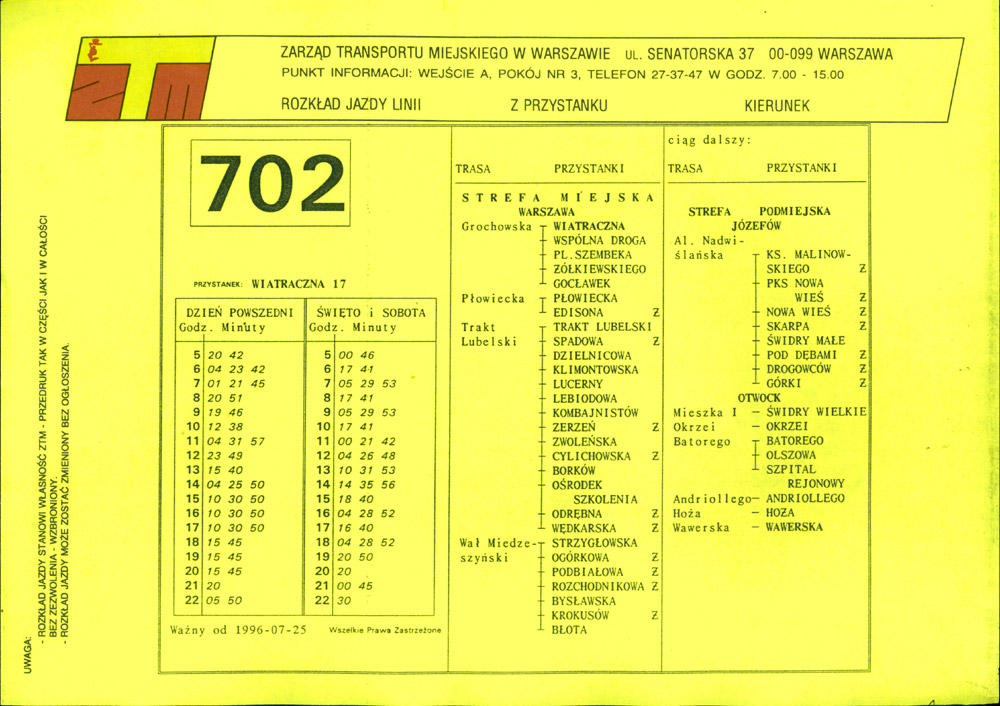 ZTM
ZARZĄD TRANSPORTU MIEJSKIEGO W WARSZAWIE UL. SENATORSKA 37 00-099 WARSZAWA
PUNKT INFORMACJI: WEJŚCIE A, POKÓJ NR 3, TELEFON 27-37-47 W GODZ. 7.00 - 15.00
ROZKŁAD JAZDY LINII Z PRZYSTANKU KIERUNEK
702
PRZYSTANEK: WIATRACZNA 17
DZIEŃ POWSZEDNI
Godz. Minuty
5 20 42
6 04 23 42
7 01 21 45
8 20 51
9 19 46
10 12 38
11 04 31 57
12 23 49
13 15 40
14 04 25 50
15 10 30 50
16 10 30 50
17 10 30 50
18 15 45
19 15 45
20 15 45
21 20
22 05 50
ŚWIĘTO i SOBOTA
Godz. Minuty
5 00 46
6 17 41
7 05 29 53
8 17 41
9 05 29 53
10 17 41
11 00 21 42
12 04 26 48
13 10 31 53
14 14 35 56
15 18 40
16 04 28 52
17 16 40
18 04 28 52
19 20 50
20 20
21 00 45
22 30
Ważny od 1996-07-25 Wszelkie Prawa Zastrzeżone
TRASA PRZYSTANKI
STREFA MIEJSKA
WARSZAWA
Grochowska WIATRACZNA
WSPÓLNA DROGA
PL.SZEMBEKA
ŻÓŁKIEWSKIEGO
GOCŁAWEK
Płowiecka PŁOWIECKA
EDISONA Z
Trakt TRAKT LUBELSKI
Lubelski SPADOWA Z
DZIELNICOWA
KLIMONTOWSKA
LUCERNY
LEBIODOWA
KOMBAJNISTÓW
ZERZEŃ Z
ZWOLEŃSKA
CYLICHOWSKA Z
BORKÓW
OŚRODEK
SZKOLENIA
ODRĘBNA Z
WĘDKARSKA Z
Wał Miedze- STRZYGŁOWSKA
szyński OGÓRKOWA Z
PODBIAŁOWA Z
ROZCHODNIKOWA Z
BYSŁAWSKA
KROKUSÓW Z
BŁOTA
ciąg dalszy:
TRASA PRZYSTANKI
STREFA PODMIEJSKA
JÓZEFÓW
Al. Nadwi-
ślańska KS. MALINOW-
SKIEGO Z
PKS NOWA
WIEŚ Z
NOWA WIEŚ Z
SKARPA Z
ŚWIDRY MAŁE
POD DĘBAMI Z
DROGOWCÓW Z
GÓRKI Z
OTWOCK
Mieszka I — ŚWIDRY WIELKIE
Okrzei — OKRZEI
Batorego BATOREGO
OLSZOWA
SZPITAL
REJONOWY
Andriollego— ANDRIOLLEGO
Hoża — HOŻA
Wawerska — WAWERSKA
UWAGA:
- ROZKŁAD JAZDY STANOWI WŁASNOŚĆ ZTM - PRZEDRUK TAK W CZĘŚCI JAK I W CAŁOŚCI
BEZ ZEZWOLENIA - WZBRONIONY.
- ROZKŁAD JAZDY MOŻE ZOSTAĆ ZMIENIONY BEZ OGŁOSZENIA.